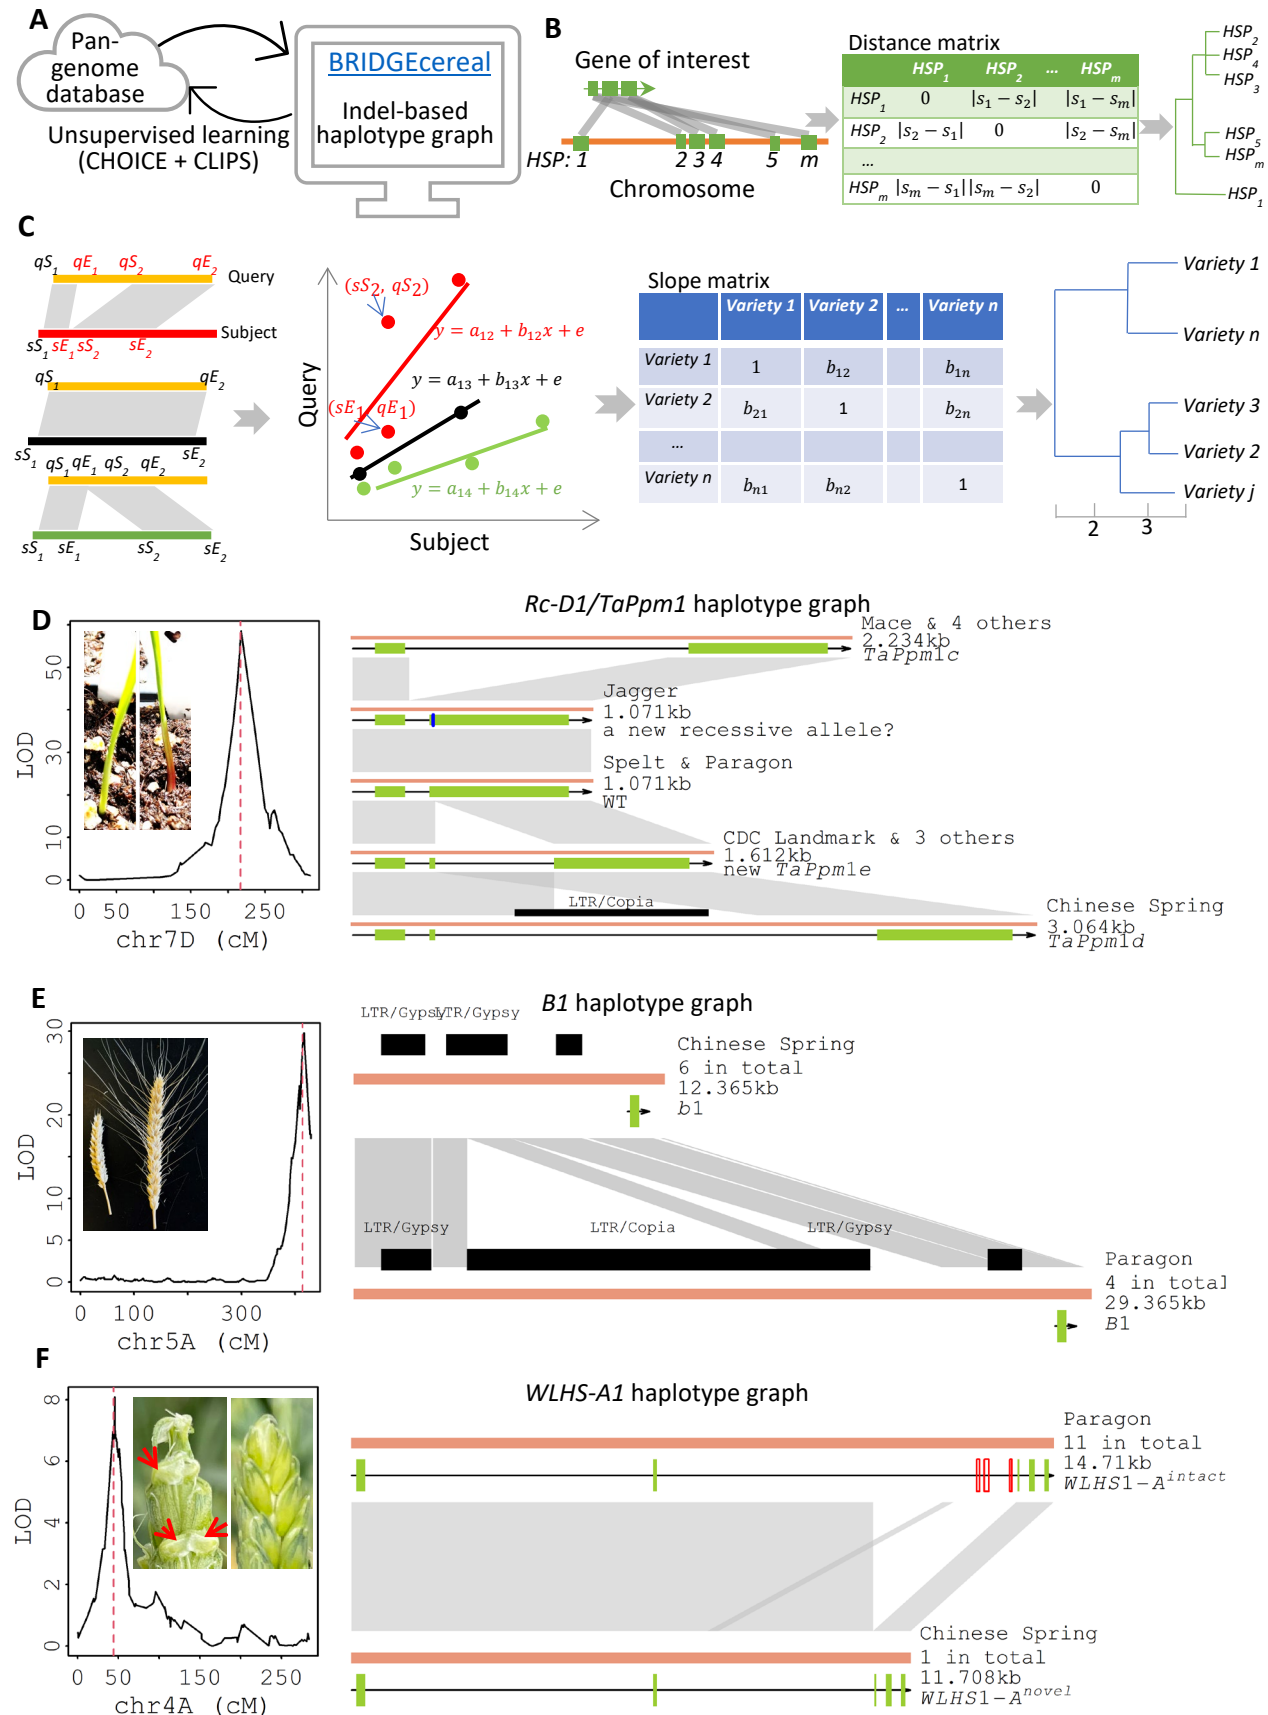 A
Pan-
genome
database
BRIDGEcereal
Indel-based
haplotype graph
Unsupervised learning
(CHOICE + CLIPS)
B
Gene of interest
HSP: 1 2 3 4 5 m
Chromosome
Distance matrix
HSP1 HSP2 ... HSPm
HSP1 0 |s1 − s2| |s1 − sm|
HSP2 |s2 − s1| 0 |s2 − sm|
...
HSPm |sm − s1| |sm − s2| 0
HSP2
HSP4
HSP3
HSP5
HSPm
HSP1
C
qS1 qE1 qS2 qE2
Query
Subject
sS1 sE1 sS2 sE2
qS1 qE2
sS1 sE2
qS1 qE1 qS2 qE2
sS1 sE1 sS2 sE2
Query
(sS2, qS2)
y = a12 + b12x + e
y = a13 + b13x + e
(sE1, qE1)
y = a14 + b14x + e
Subject
Slope matrix
Variety 1 Variety 2 ... Variety n
Variety 1 1 b12 b1n
Variety 2 b21 1 b2n
...
Variety n bn1 bn2 1
Variety 1
Variety n
Variety 3
Variety 2
Variety j
2 3
D
LOD
50
30
10
0
0 50 150 250
chr7D (cM)
Rc-D1/TaPpm1 haplotype graph
Mace & 4 others
2.234kb
TaPpm1c
Jagger
1.071kb
a new recessive allele?
Spelt & Paragon
1.071kb
WT
CDC Landmark & 3 others
1.612kb
new TaPpm1e
LTR/Copia
Chinese Spring
3.064kb
TaPpm1d
E
LOD
30
20
10
5
0
0 100 300
chr5A (cM)
B1 haplotype graph
LTR/Gypsy LTR/Gypsy
Chinese Spring
6 in total
12.365kb
b1
LTR/Gypsy LTR/Copia LTR/Gypsy
Paragon
4 in total
29.365kb
B1
F
LOD
8
6
4
2
0
0 50 150 250
chr4A (cM)
WLHS-A1 haplotype graph
Paragon
11 in total
14.71kb
WLHS1-A^intact
Chinese Spring
1 in total
11.708kb
WLHS1-A^novel